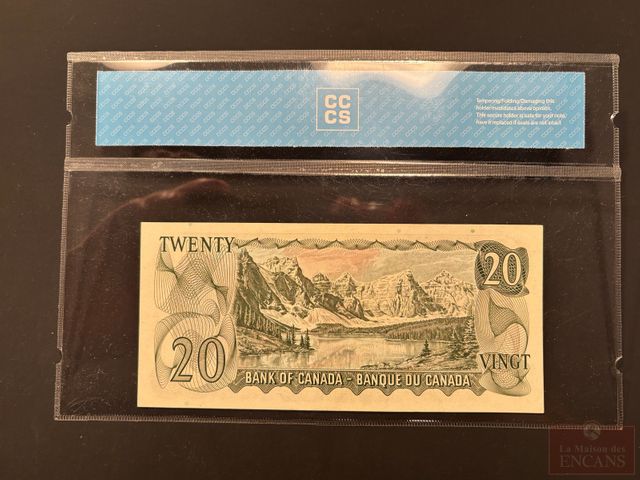 CC
CS
Tampering/Folding/Damaging this
holder invalidates above opinion.
This secure holder is safe for your note,
have it replaced if seals are not intact
TWENTY
20
20
VINGT
BANK OF CANADA - BANQUE DU CANADA
La Maison des
ENCANS